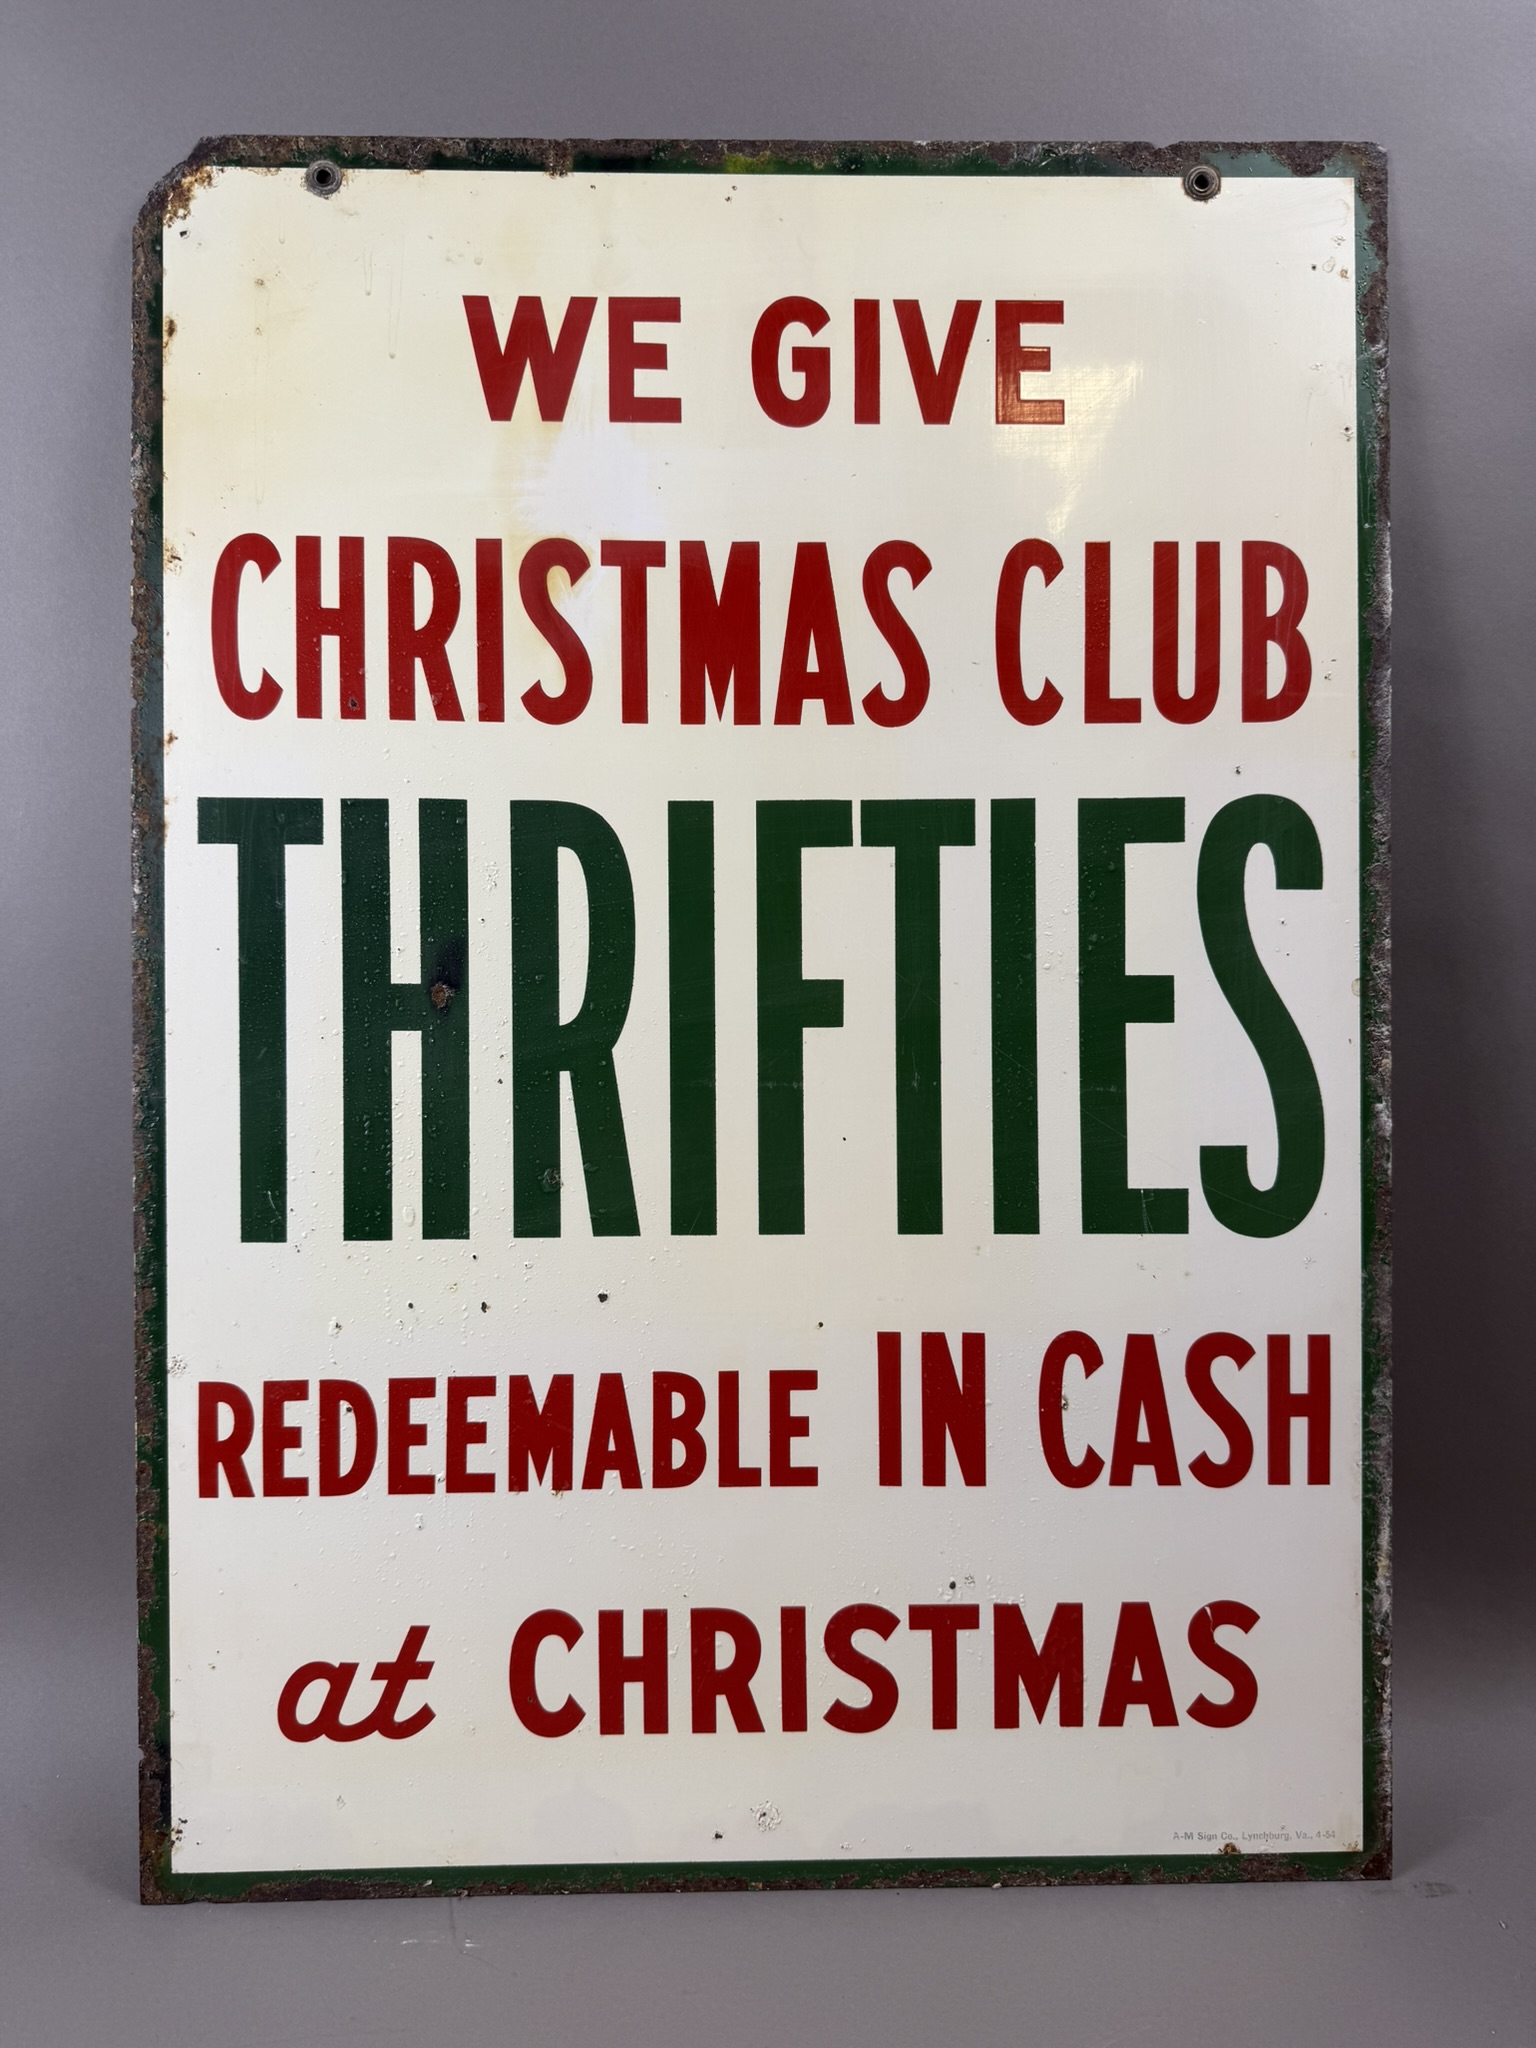 WE GIVE
CHRISTMAS CLUB
THRIFTIES
REDEEMABLE IN CASH
at CHRISTMAS
A-M Sign Co., Lynchburg, Va., 4-54